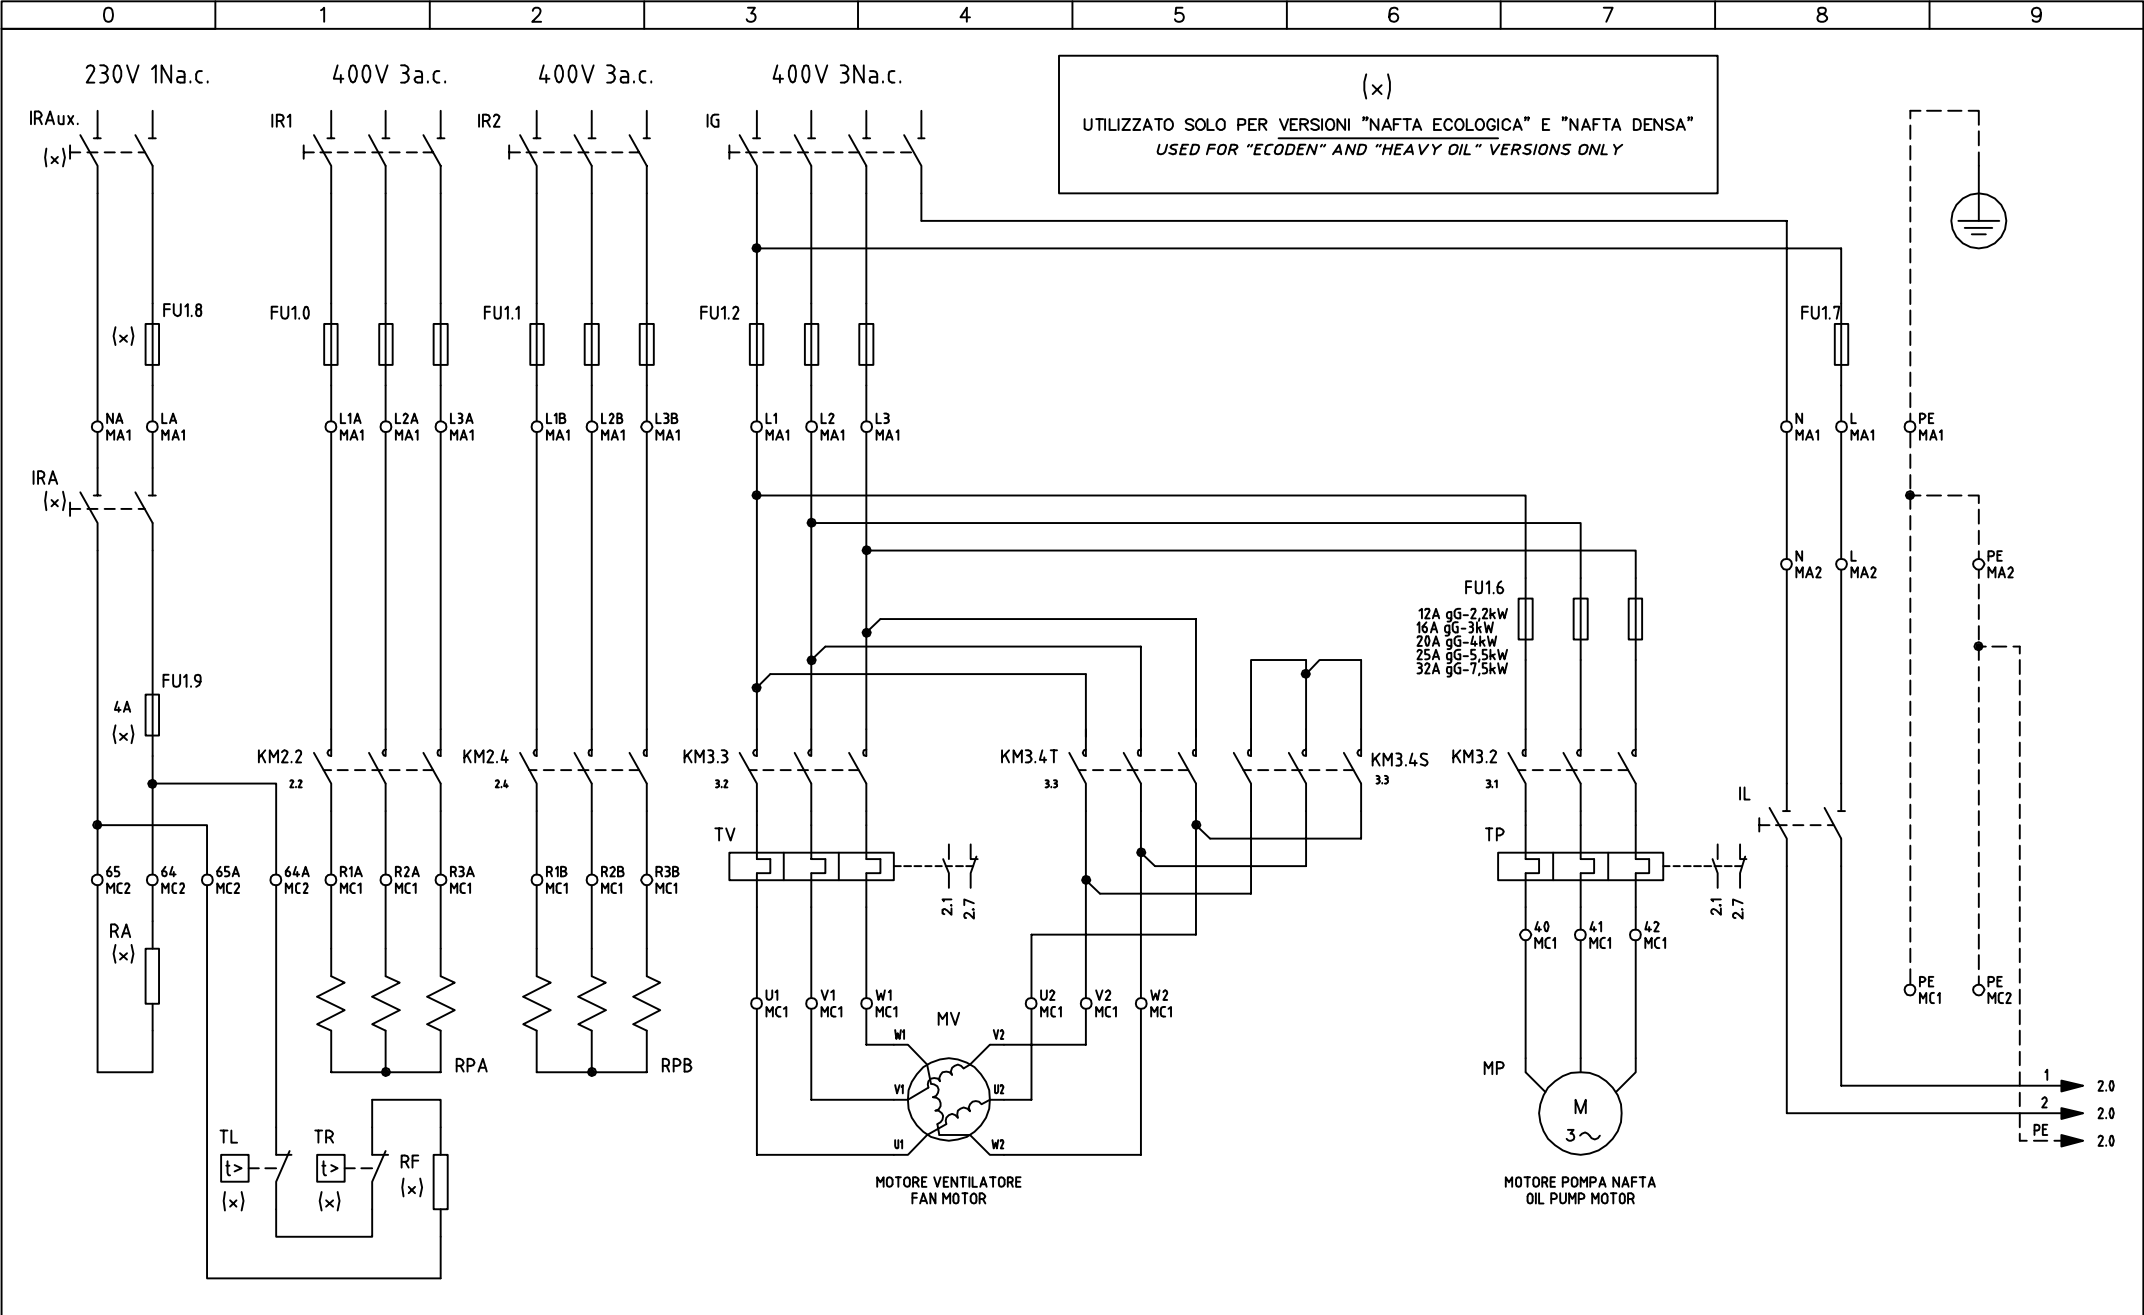 0 1 2 3 4 5 6 7 8 9
230V 1Na.c. 400V 3a.c. 400V 3a.c. 400V 3Na.c.
(x)
UTILIZZATO SOLO PER VERSIONI "NAFTA ECOLOGICA" E "NAFTA DENSA"
USED FOR "ECODEN" AND "HEAVY OIL" VERSIONS ONLY
IRAux. IR1 IR2 IG
(x)
FU1.8 FU1.0 FU1.1 FU1.2 FU1.7
(x)
NA LA L1A L2A L3A L1B L2B L3B L1 L2 L3 N L PE
MA1 MA1 MA1 MA1 MA1 MA1 MA1 MA1 MA1 MA1 MA1 MA1 MA1 MA1
IRA
(x)
N L PE
MA2 MA2 MA2
FU1.6
12A gG-2,2kW
16A gG-3kW
20A gG-4kW
25A gG-5,5kW
32A gG-7,5kW
FU1.9
4A
(x)
KM2.2 KM2.4 KM3.3 KM3.4T KM3.4S KM3.2
2.2 2.4 3.2 3.3 3.3 3.1
IL
TV TP
65 64 65A 64A R1A R2A R3A R1B R2B R3B
MC2 MC2 MC2 MC2 MC1 MC1 MC1 MC1 MC1 MC1
2.1 2.7 2.1 2.7
RA
(x)
40 41 42
MC1 MC1 MC1
U1 V1 W1 U2 V2 W2 PE PE
MC1 MC1 MC1 MC1 MC1 MC1 MC1 MC2
MV
W1 V2
RPA RPB MP
V1 U2
U1 W2
M
3~
1 2.0
2 2.0
PE 2.0
TL TR RF
t> t>
(x) (x) (x)
MOTORE VENTILATORE
FAN MOTOR
MOTORE POMPA NAFTA
OIL PUMP MOTOR